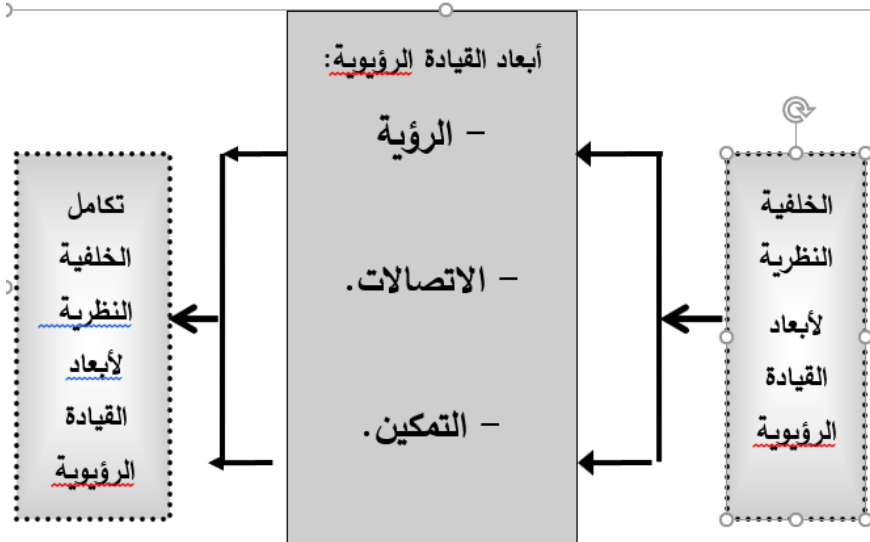 الخلفية
النظرية
لأبعاد
القيادة
الرؤيوية
أبعاد القيادة الرؤيوية:
- الرؤية
- الاتصالات.
- التمكين.
تكامل
الخلفية
النظرية
لأبعاد
القيادة
الرؤيوية